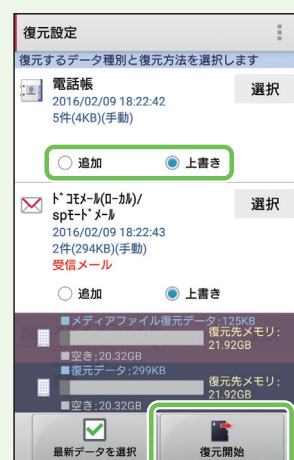 復元設定
復元するデータ種別と復元方法を選択します
電話帳
2016/02/09 18:22:42
5件(4KB)(手動)
選択
追加 上書き
ドコモメール(ローカル)/
spモードメール
2016/02/09 18:22:43
2件(294KB)(手動)
受信メール
選択
追加 上書き
■メディアファイル復元データ:125KB
復元先メモリ:
21.92GB
■空き:20.32GB
■復元データ:299KB
復元先メモリ:
21.92GB
■空き:20.32GB
最新データを選択 復元開始